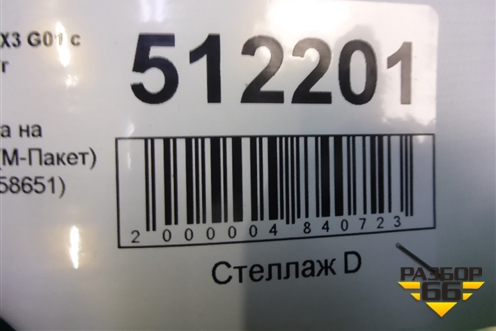 X3 G01 с
г
512201
а на
(М-Пакет)
58651)
2 000004 840723
Стеллаж D
РАЗБОР
66